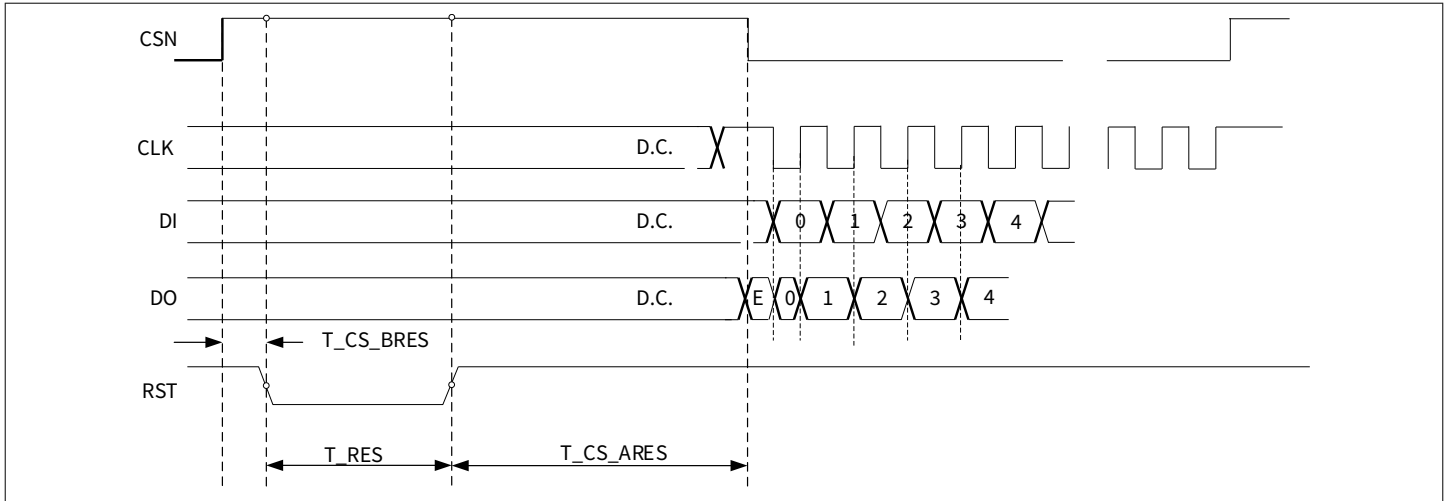 CSN
CLK D.C.
DI D.C. 0 1 2 3 4
DO D.C. E 0 1 2 3 4
T_CS_BRES
RST
T_RES T_CS_ARES